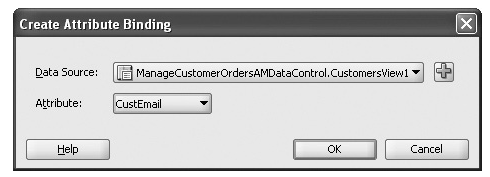 Create Attribute Binding
Data Source: ManageCustomerOrdersAMDataControl.CustomersView1
Attribute: CustEmail
Help OK Cancel